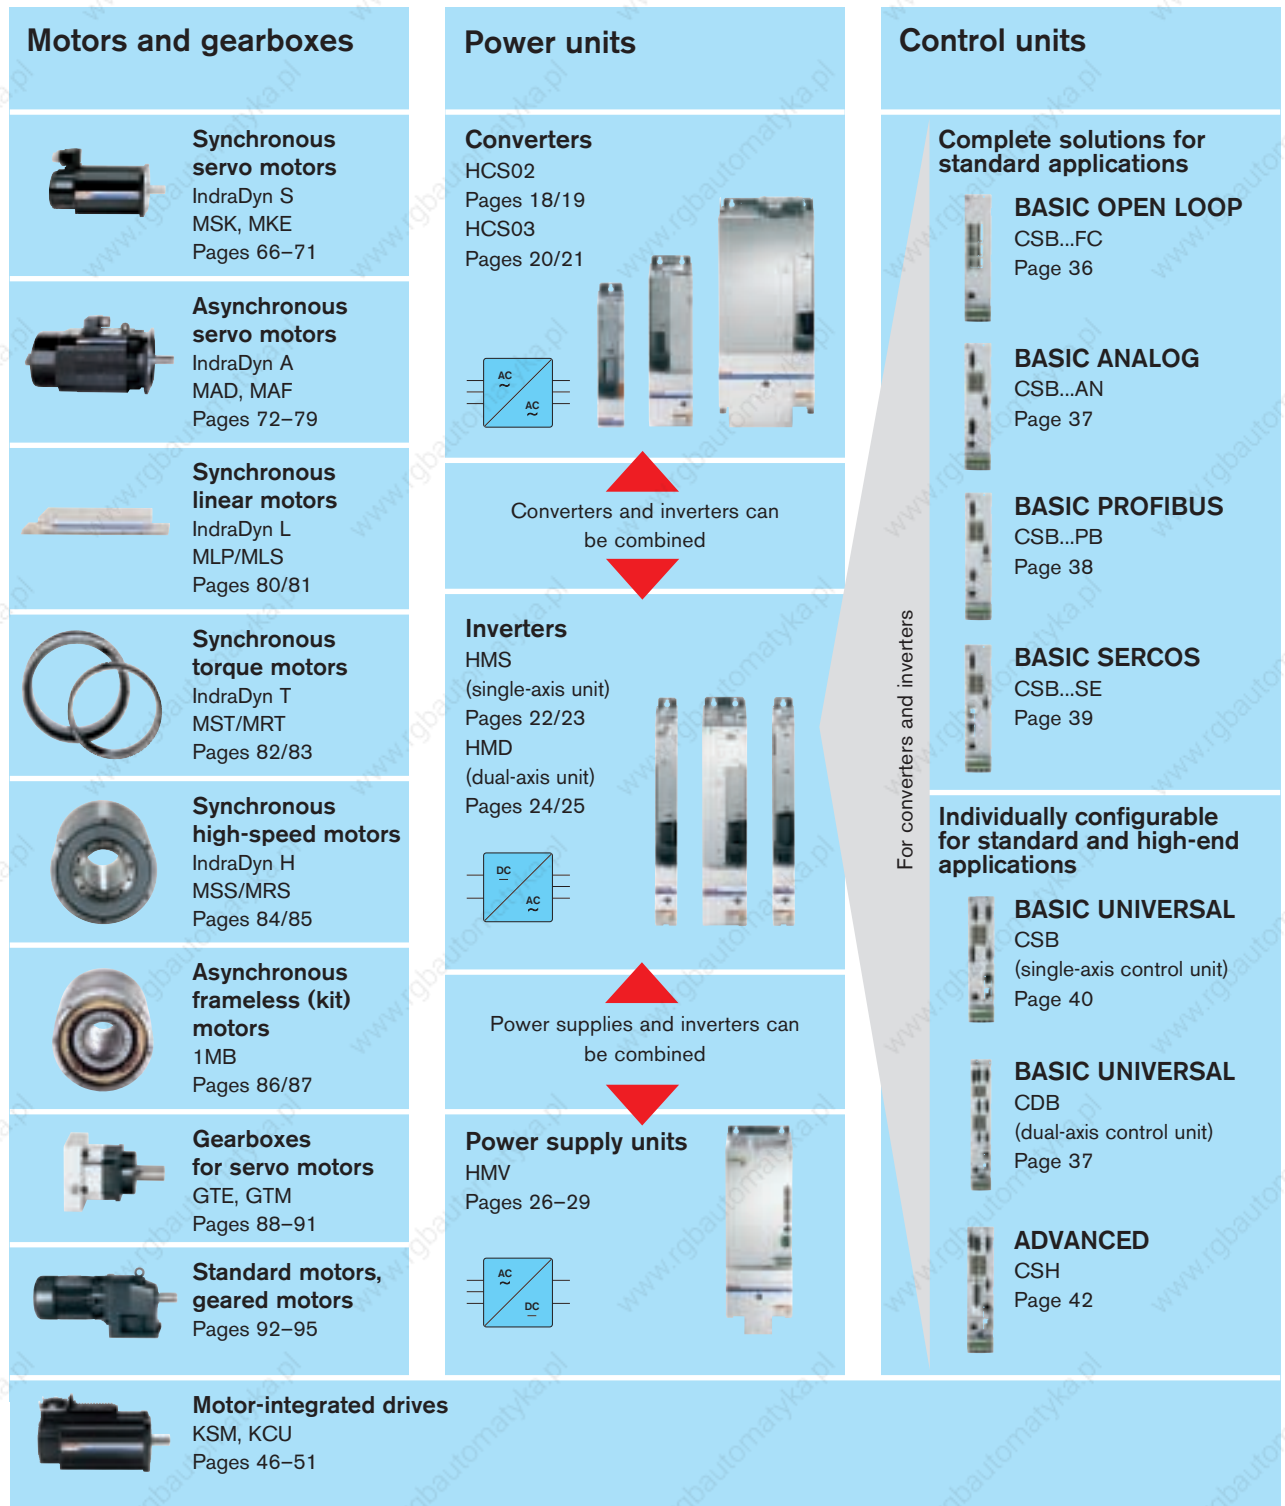 Motors and gearboxes
Synchronous
servo motors
IndraDyn S
MSK, MKE
Pages 66–71
Asynchronous
servo motors
IndraDyn A
MAD, MAF
Pages 72–79
Synchronous
linear motors
IndraDyn L
MLP/MLS
Pages 80/81
Synchronous
torque motors
IndraDyn T
MST/MRT
Pages 82/83
Synchronous
high-speed motors
IndraDyn H
MSS/MRS
Pages 84/85
Asynchronous
frameless (kit)
motors
1MB
Pages 86/87
Gearboxes
for servo motors
GTE, GTM
Pages 88–91
Standard motors,
geared motors
Pages 92–95
Motor-integrated drives
KSM, KCU
Pages 46–51
Power units
Converters
HCS02
Pages 18/19
HCS03
Pages 20/21
AC
~
AC
~
Converters and inverters can
be combined
Inverters
HMS
(single-axis unit)
Pages 22/23
HMD
(dual-axis unit)
Pages 24/25
DC
AC
~
Power supplies and inverters can
be combined
Power supply units
HMV
Pages 26–29
AC
~
DC
Control units
For converters and inverters
Complete solutions for
standard applications
BASIC OPEN LOOP
CSB...FC
Page 36
BASIC ANALOG
CSB...AN
Page 37
BASIC PROFIBUS
CSB...PB
Page 38
BASIC SERCOS
CSB...SE
Page 39
Individually configurable
for standard and high-end
applications
BASIC UNIVERSAL
CSB
(single-axis control unit)
Page 40
BASIC UNIVERSAL
CDB
(dual-axis control unit)
Page 37
ADVANCED
CSH
Page 42
www.rgbautomatyka.pl